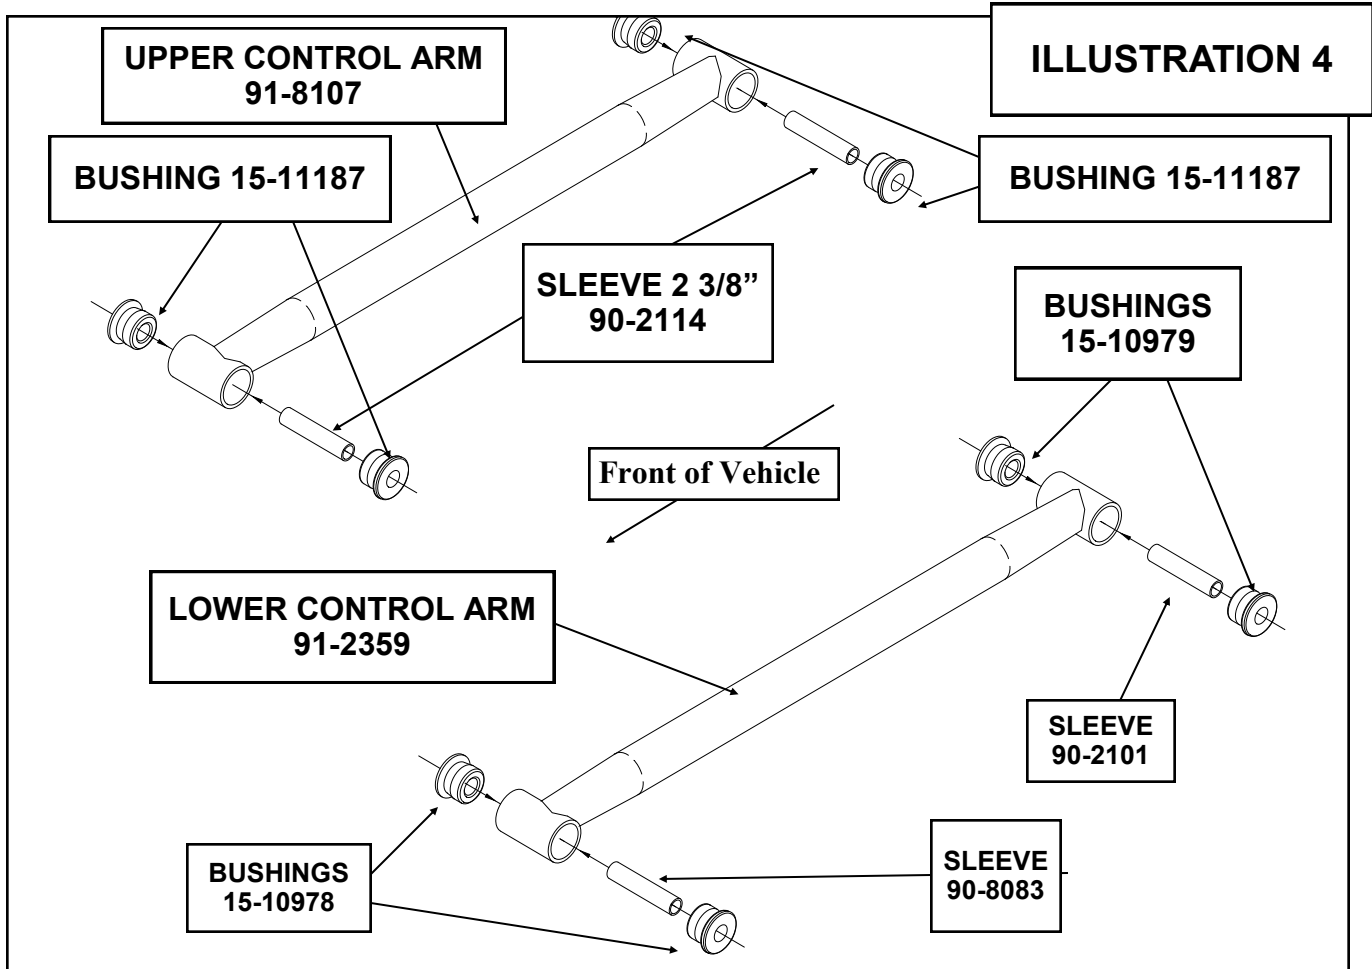 ILLUSTRATION 4
UPPER CONTROL ARM
91-8107
BUSHING 15-11187
BUSHING 15-11187
SLEEVE 2 3/8”
90-2114
BUSHINGS
15-10979
Front of Vehicle
LOWER CONTROL ARM
91-2359
SLEEVE
90-2101
BUSHINGS
15-10978
SLEEVE
90-8083